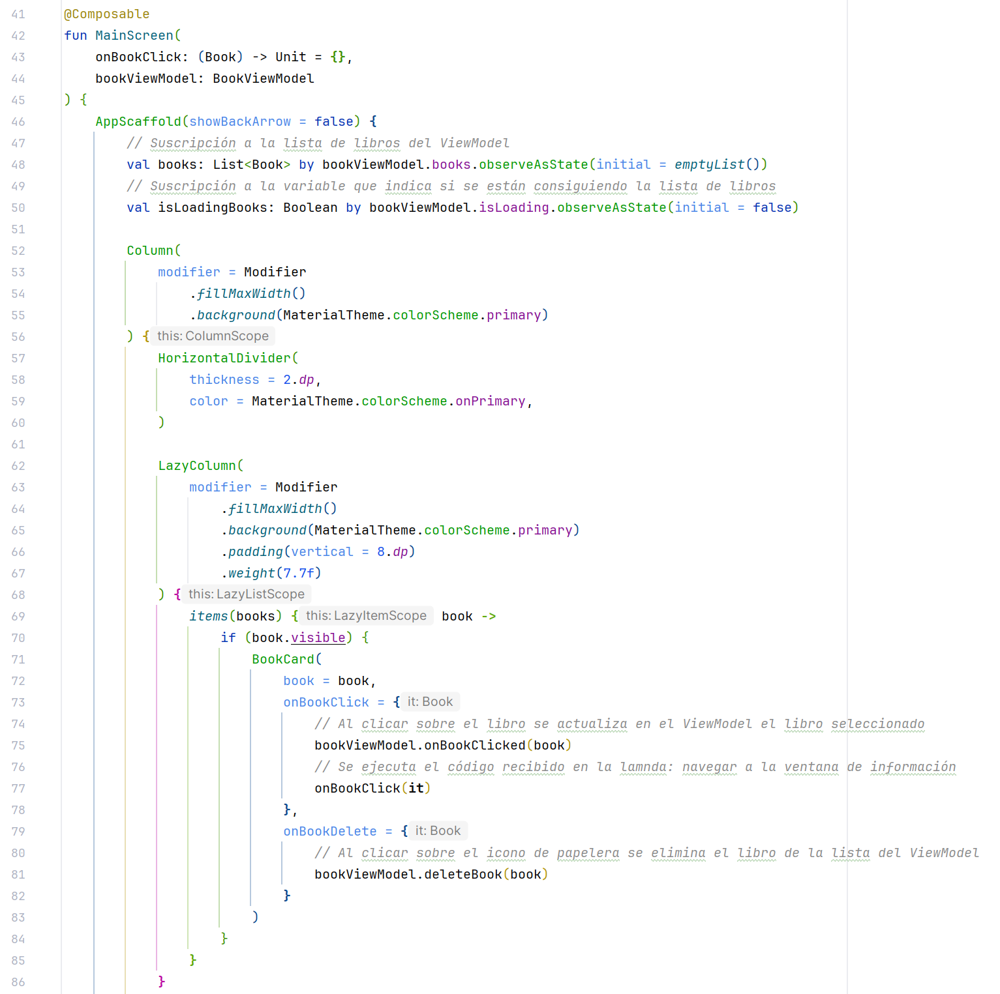 41 @Composable
42 fun MainScreen(
43     onBookClick: (Book) -> Unit = {},
44     bookViewModel: BookViewModel
45 ) {
46     AppScaffold(showBackArrow = false) {
47         // Suscripción a la lista de libros del ViewModel
48         val books: List<Book> by bookViewModel.books.observeAsState(initial = emptyList())
49         // Suscripción a la variable que indica si se están consiguiendo la lista de libros
50         val isLoadingBooks: Boolean by bookViewModel.isLoading.observeAsState(initial = false)
51
52         Column(
53             modifier = Modifier
54                 .fillMaxWidth()
55                 .background(MaterialTheme.colorScheme.primary)
56         ) { this: ColumnScope
57             HorizontalDivider(
58                 thickness = 2.dp,
59                 color = MaterialTheme.colorScheme.onPrimary,
60             )
61
62             LazyColumn(
63                 modifier = Modifier
64                     .fillMaxWidth()
65                     .background(MaterialTheme.colorScheme.primary)
66                     .padding(vertical = 8.dp)
67                     .weight(7.7f)
68             ) { this: LazyListScope
69                 items(books) { this: LazyItemScope book ->
70                     if (book.visible) {
71                         BookCard(
72                             book = book,
73                             onBookClick = { it: Book
74                                 // Al clicar sobre el libro se actualiza en el ViewModel el libro seleccionado
75                                 bookViewModel.onBookClicked(book)
76                                 // Se ejecuta el código recibido en la lamnda: navegar a la ventana de información
77                                 onBookClick(it)
78                             },
79                             onBookDelete = { it: Book
80                                 // Al clicar sobre el icono de papelera se elimina el libro de la lista del ViewModel
81                                 bookViewModel.deleteBook(book)
82                             }
83                         )
84                     }
85                 }
86             }